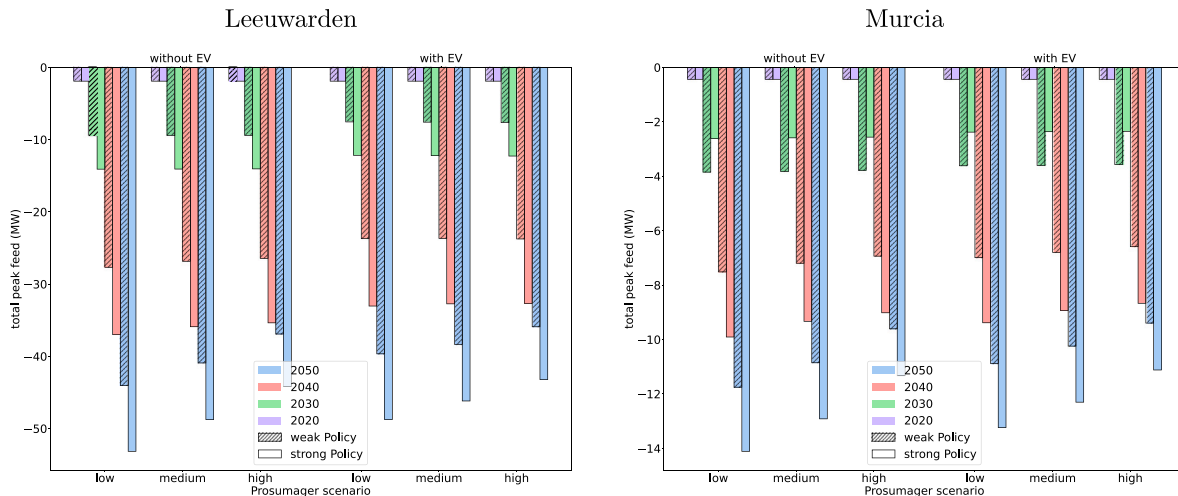 Leeuwarden
without EV
with EV
0
−10
−20
−30
−40
−50
total peak feed (MW)
2050
2040
2030
2020
weak Policy
strong Policy
low
medium
high
low
medium
high
Prosumager scenario
Murcia
without EV
with EV
0
−2
−4
−6
−8
−10
−12
−14
total peak feed (MW)
2050
2040
2030
2020
weak Policy
strong Policy
low
medium
high
low
medium
high
Prosumager scenario